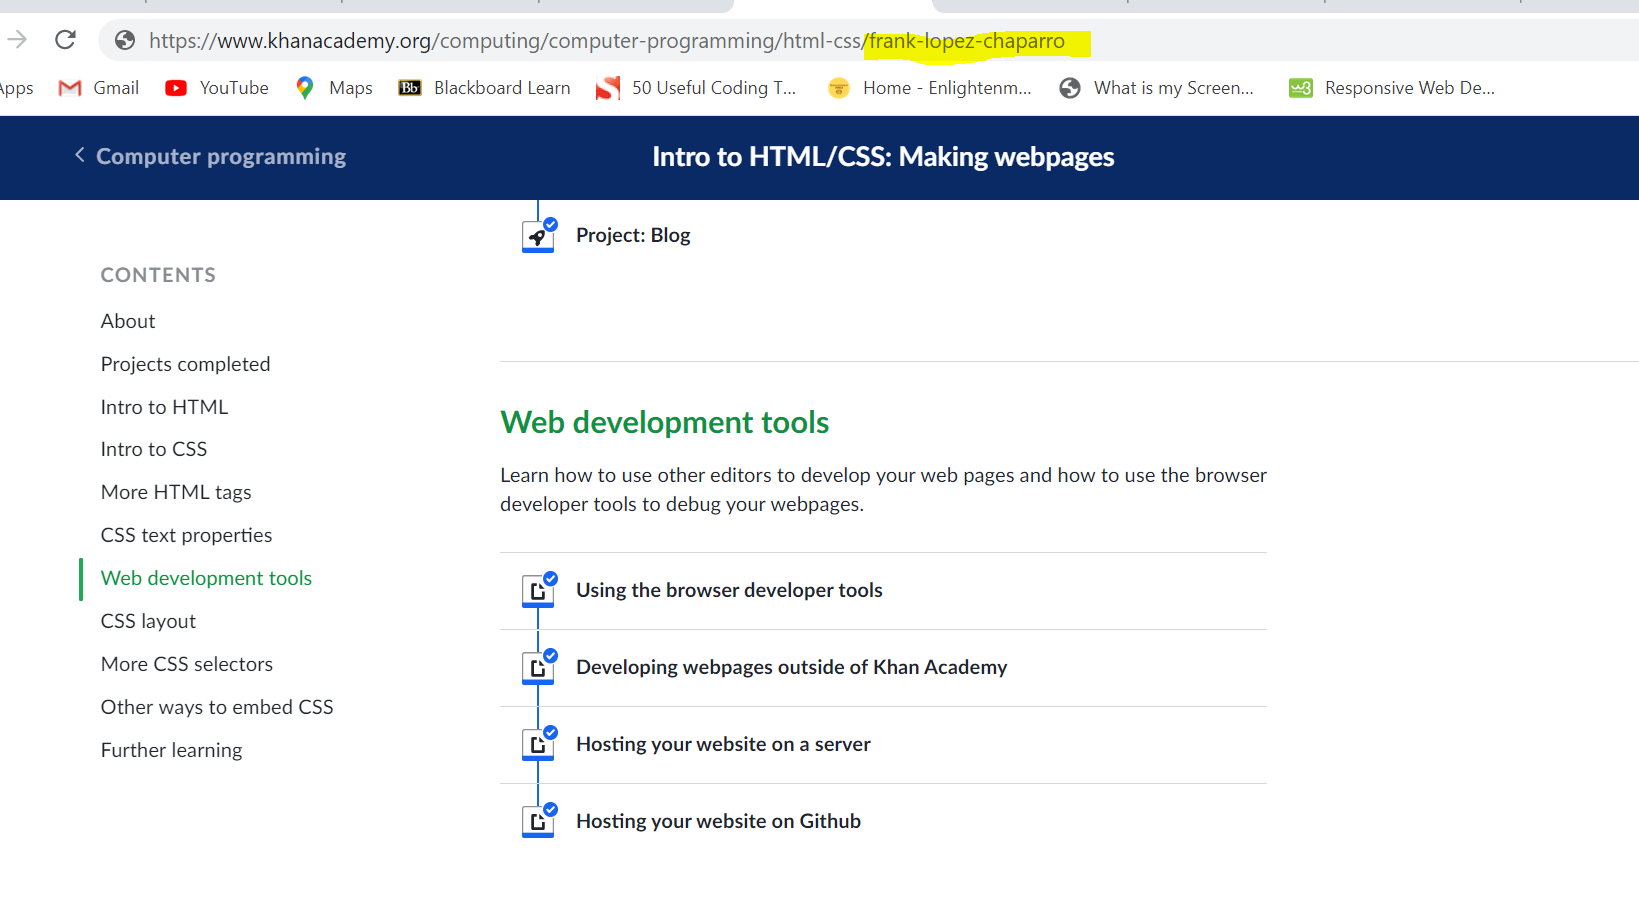 https://www.khanacademy.org/computing/computer-programming/html-css/frank-lopez-chaparro
Apps Gmail YouTube Maps Bb Blackboard Learn 50 Useful Coding T... Home - Enlightenm... What is my Screen... w3 Responsive Web De...
Computer programming
Intro to HTML/CSS: Making webpages
Project: Blog
CONTENTS
About
Projects completed
Intro to HTML
Intro to CSS
More HTML tags
CSS text properties
Web development tools
CSS layout
More CSS selectors
Other ways to embed CSS
Further learning
Web development tools
Learn how to use other editors to develop your web pages and how to use the browser
developer tools to debug your webpages.
Using the browser developer tools
Developing webpages outside of Khan Academy
Hosting your website on a server
Hosting your website on Github